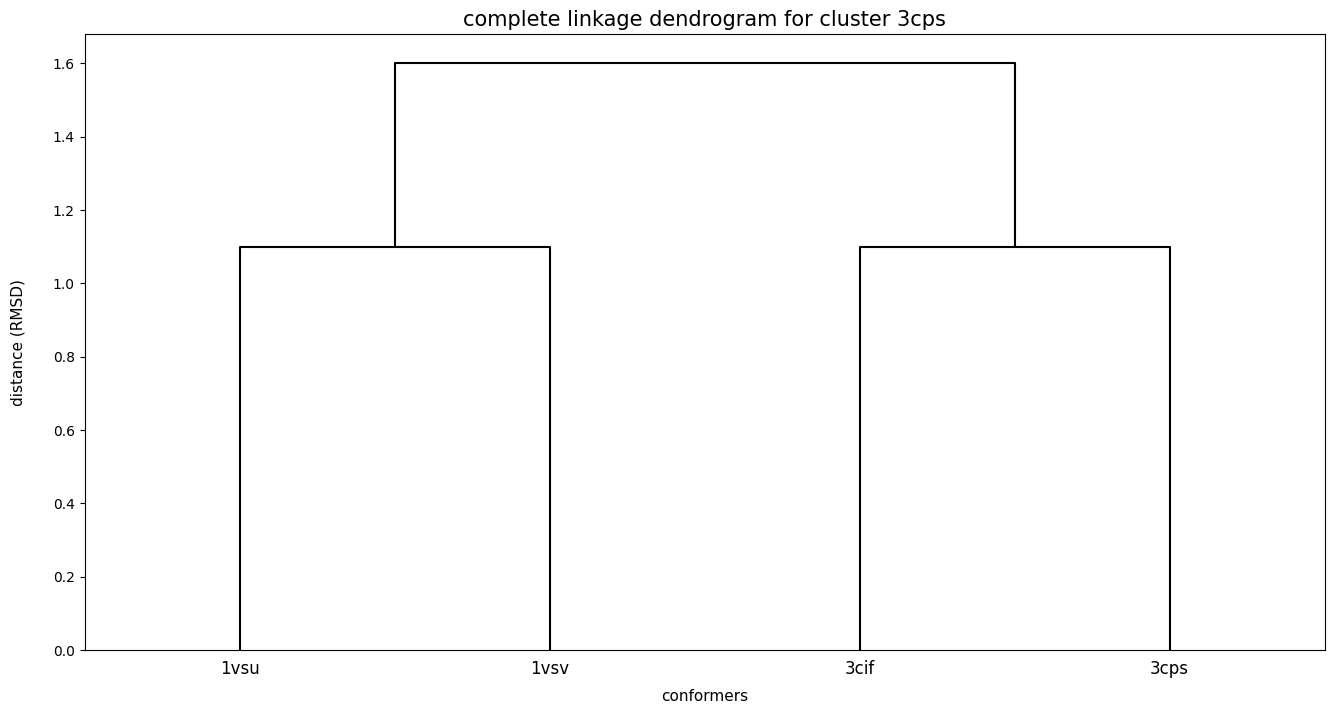 complete linkage dendrogram for cluster 3cps
1.6
1.4
1.2
1.0
0.8
0.6
0.4
0.2
0.0
distance (RMSD)
1vsu 1vsv 3cif 3cps
conformers